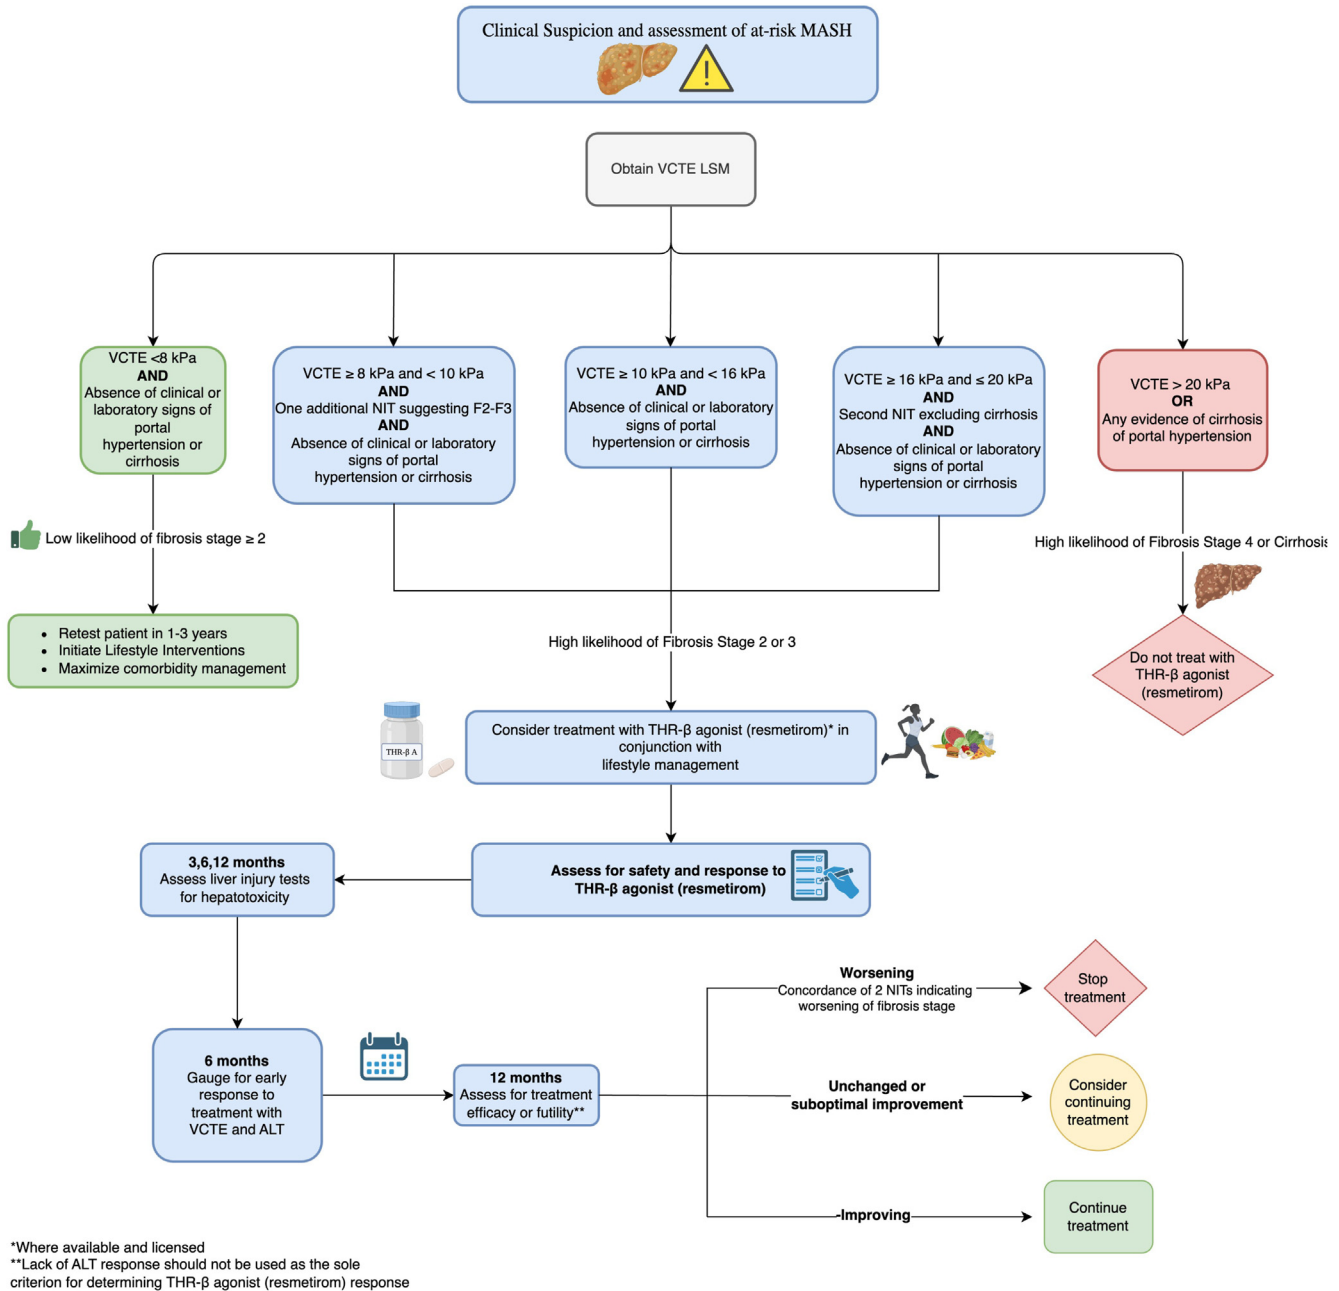 Clinical Suspicion and assessment of at-risk MASH
Obtain VCTE LSM
VCTE <8 kPa
AND
Absence of clinical or
laboratory signs of
portal
hypertension or
cirrhosis
VCTE ≥ 8 kPa and < 10 kPa
AND
One additional NIT suggesting F2-F3
AND
Absence of clinical or laboratory
signs of portal
hypertension or cirrhosis
VCTE ≥ 10 kPa and < 16 kPa
AND
Absence of clinical or laboratory
signs of portal
hypertension or cirrhosis
VCTE ≥ 16 kPa and ≤ 20 kPa
AND
Second NIT excluding cirrhosis
AND
Absence of clinical or laboratory
signs of portal
hypertension or cirrhosis
VCTE > 20 kPa
OR
Any evidence of cirrhosis
of portal hypertension
Low likelihood of fibrosis stage ≥ 2
High likelihood of Fibrosis Stage 4 or Cirrhosis
• Retest patient in 1-3 years
• Initiate Lifestyle Interventions
• Maximize comorbidity management
High likelihood of Fibrosis Stage 2 or 3
Do not treat with
THR-β agonist
(resmetirom)
THR-β A
Consider treatment with THR-β agonist (resmetirom)* in
conjunction with
lifestyle management
Assess for safety and response to
THR-β agonist (resmetirom)
3,6,12 months
Assess liver injury tests
for hepatotoxicity
6 months
Gauge for early
response to
treatment with
VCTE and ALT
12 months
Assess for treatment
efficacy or futility**
Worsening
Concordance of 2 NITs indicating
worsening of fibrosis stage
Stop
treatment
Unchanged or
suboptimal improvement
Consider
continuing
treatment
-Improving
Continue
treatment
*Where available and licensed
**Lack of ALT response should not be used as the sole
criterion for determining THR-β agonist (resmetirom) response